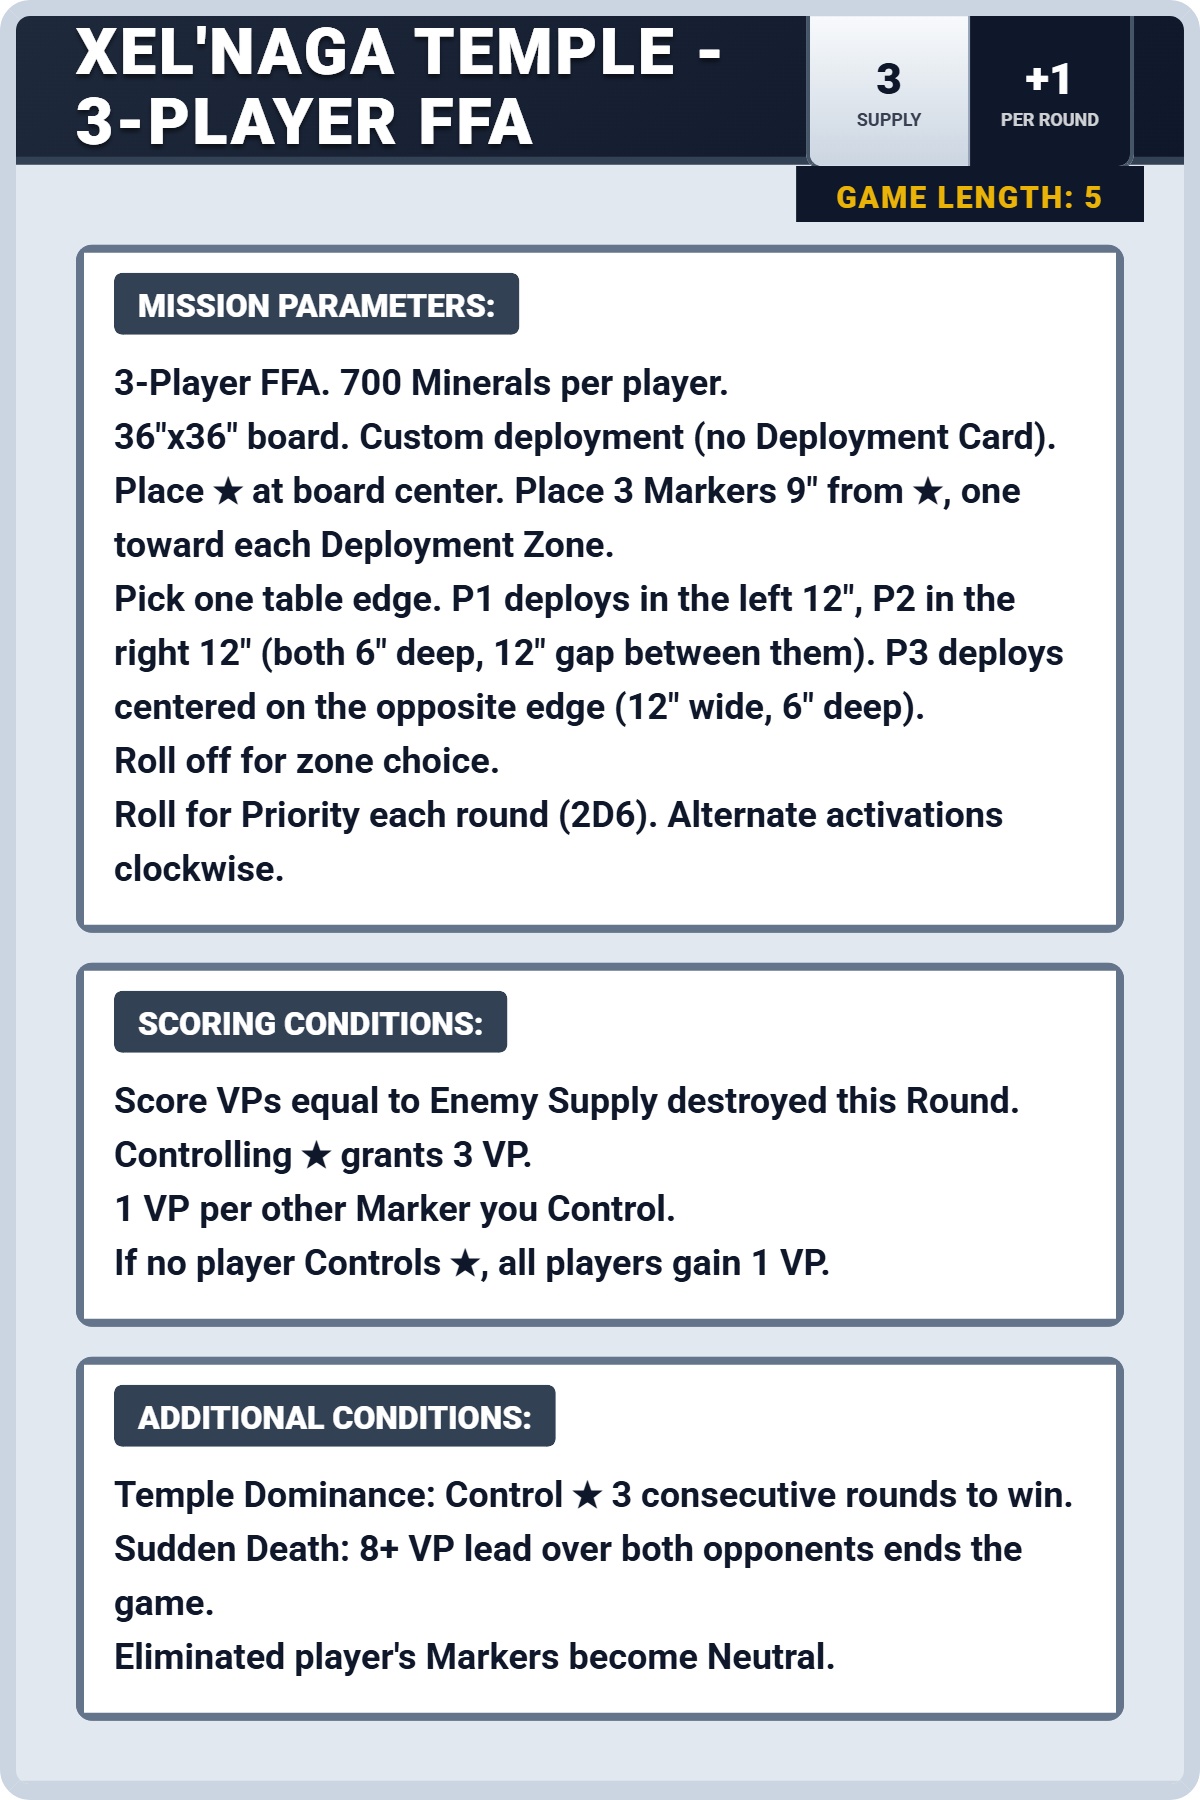 XEL'NAGA TEMPLE -
3-PLAYER FFA
3
SUPPLY
+1
PER ROUND
GAME LENGTH: 5
MISSION PARAMETERS:
3-Player FFA. 700 Minerals per player.
36"x36" board. Custom deployment (no Deployment Card).
Place ★ at board center. Place 3 Markers 9" from ★, one
toward each Deployment Zone.
Pick one table edge. P1 deploys in the left 12", P2 in the
right 12" (both 6" deep, 12" gap between them). P3 deploys
centered on the opposite edge (12" wide, 6" deep).
Roll off for zone choice.
Roll for Priority each round (2D6). Alternate activations
clockwise.
SCORING CONDITIONS:
Score VPs equal to Enemy Supply destroyed this Round.
Controlling ★ grants 3 VP.
1 VP per other Marker you Control.
If no player Controls ★, all players gain 1 VP.
ADDITIONAL CONDITIONS:
Temple Dominance: Control ★ 3 consecutive rounds to win.
Sudden Death: 8+ VP lead over both opponents ends the
game.
Eliminated player's Markers become Neutral.